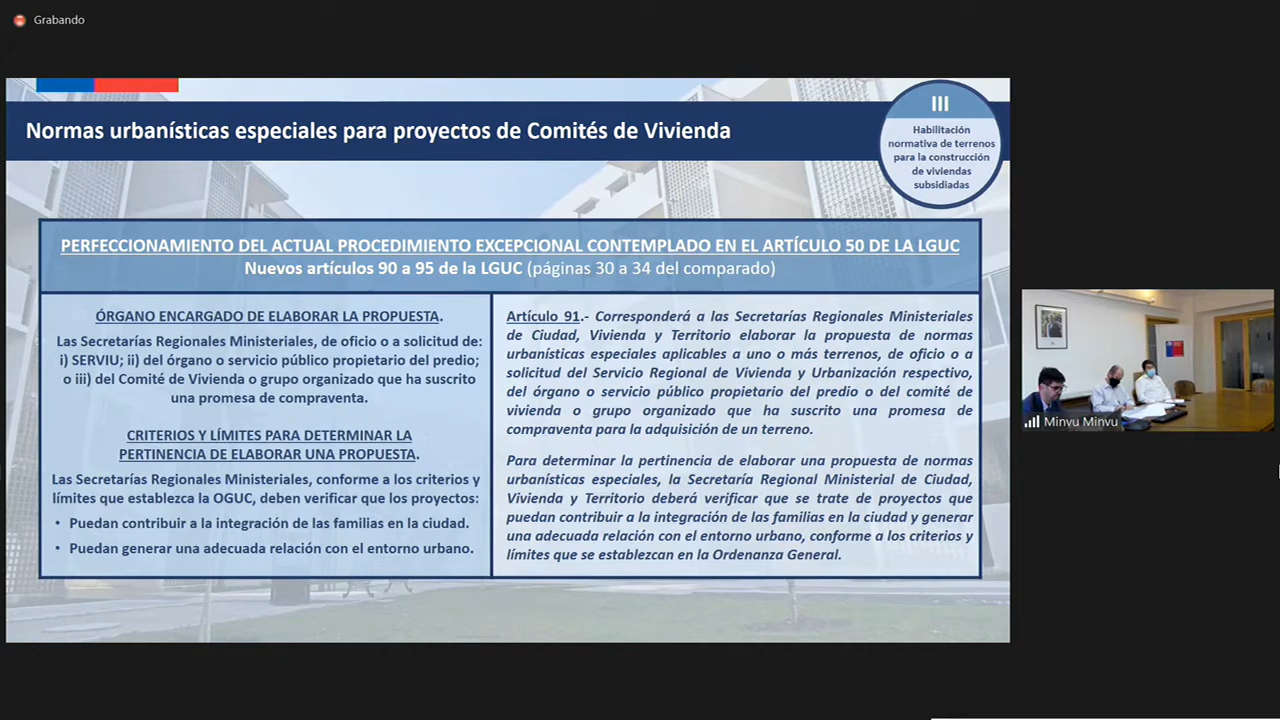 Grabando
Normas urbanísticas especiales para proyectos de Comités de Vivienda
III
Habilitación
normativa de terrenos
para la construcción
de viviendas
subsidiadas
PERFECCIONAMIENTO DEL ACTUAL PROCEDIMIENTO EXCEPCIONAL CONTEMPLADO EN EL ARTÍCULO 50 DE LA LGUC
Nuevos artículos 90 a 95 de la LGUC (páginas 30 a 34 del comparado)
ÓRGANO ENCARGADO DE ELABORAR LA PROPUESTA.
Las Secretarías Regionales Ministeriales, de oficio o a solicitud de:
i) SERVIU; ii) del órgano o servicio público propietario del predio;
o iii) del Comité de Vivienda o grupo organizado que ha suscrito
una promesa de compraventa.
CRITERIOS Y LÍMITES PARA DETERMINAR LA
PERTINENCIA DE ELABORAR UNA PROPUESTA.
Las Secretarías Regionales Ministeriales, conforme a los criterios y
límites que establezca la OGUC, deben verificar que los proyectos:
• Puedan contribuir a la integración de las familias en la ciudad.
• Puedan generar una adecuada relación con el entorno urbano.
Artículo 91.- Corresponderá a las Secretarías Regionales Ministeriales
de Ciudad, Vivienda y Territorio elaborar la propuesta de normas
urbanísticas especiales aplicables a uno o más terrenos, de oficio o a
solicitud del Servicio Regional de Vivienda y Urbanización respectivo,
del órgano o servicio público propietario del predio o del comité de
vivienda o grupo organizado que ha suscrito una promesa de
compraventa para la adquisición de un terreno.
Para determinar la pertinencia de elaborar una propuesta de normas
urbanísticas especiales, la Secretaría Regional Ministerial de Ciudad,
Vivienda y Territorio deberá verificar que se trate de proyectos que
puedan contribuir a la integración de las familias en la ciudad y generar
una adecuada relación con el entorno urbano, conforme a los criterios y
límites que se establezcan en la Ordenanza General.
Minvu Minvu